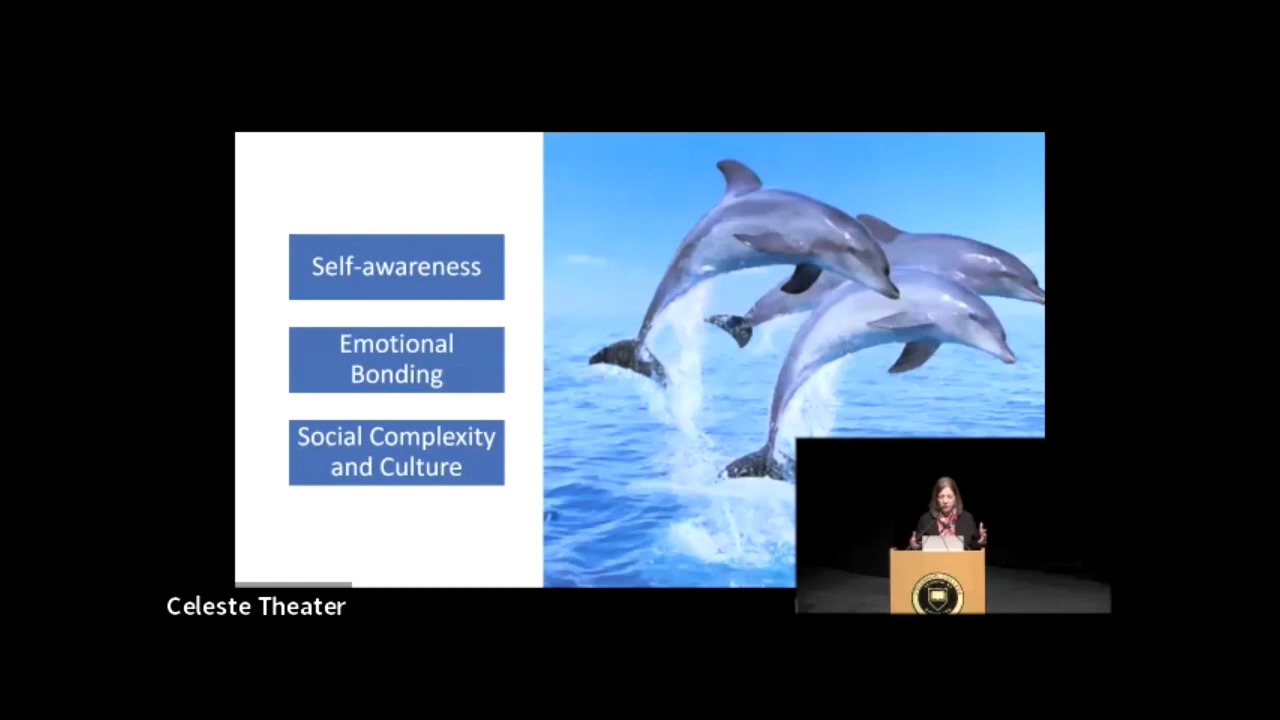 Self-awareness
Emotional
Bonding
Social Complexity
and Culture
Celeste Theater